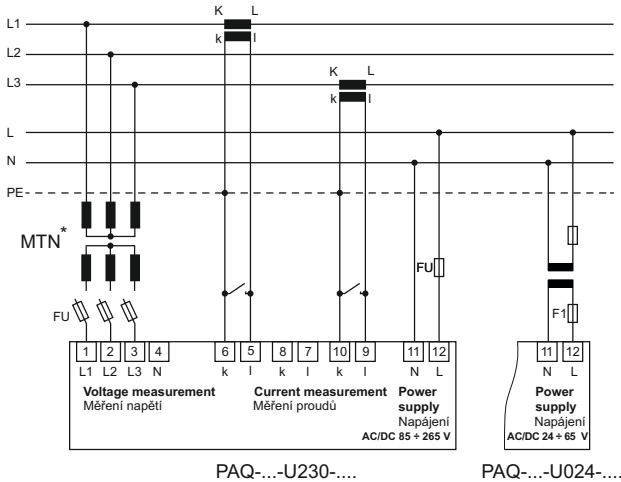 K L
L1
k l
L2
K L
L3
k l
L
N
PE
MTN*
FU
FU
F1
1 2 3 4 6 5 8 7 10 9 11 12
11 12
L1 L2 L3 N k l k l k l N L
N L
Voltage measurement
Měření napětí
Current measurement
Měření proudů
Power
supply
Napájení
AC/DC 85 ÷ 265 V
Power
supply
Napájení
AC/DC 24 ÷ 65 V
PAQ-...-U230-....
PAQ-...-U024-....